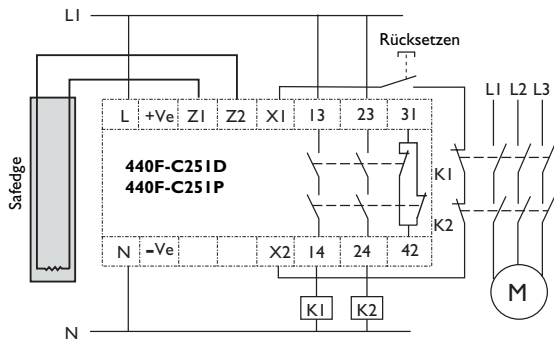 L1
Rücksetzen
L1 L2 L3
L +Ve Z1 Z2 X1 13 23 31
Safedge
440F-C251D
440F-C251P
K1
K2
N –Ve X2 14 24 42
K1 K2
M
N